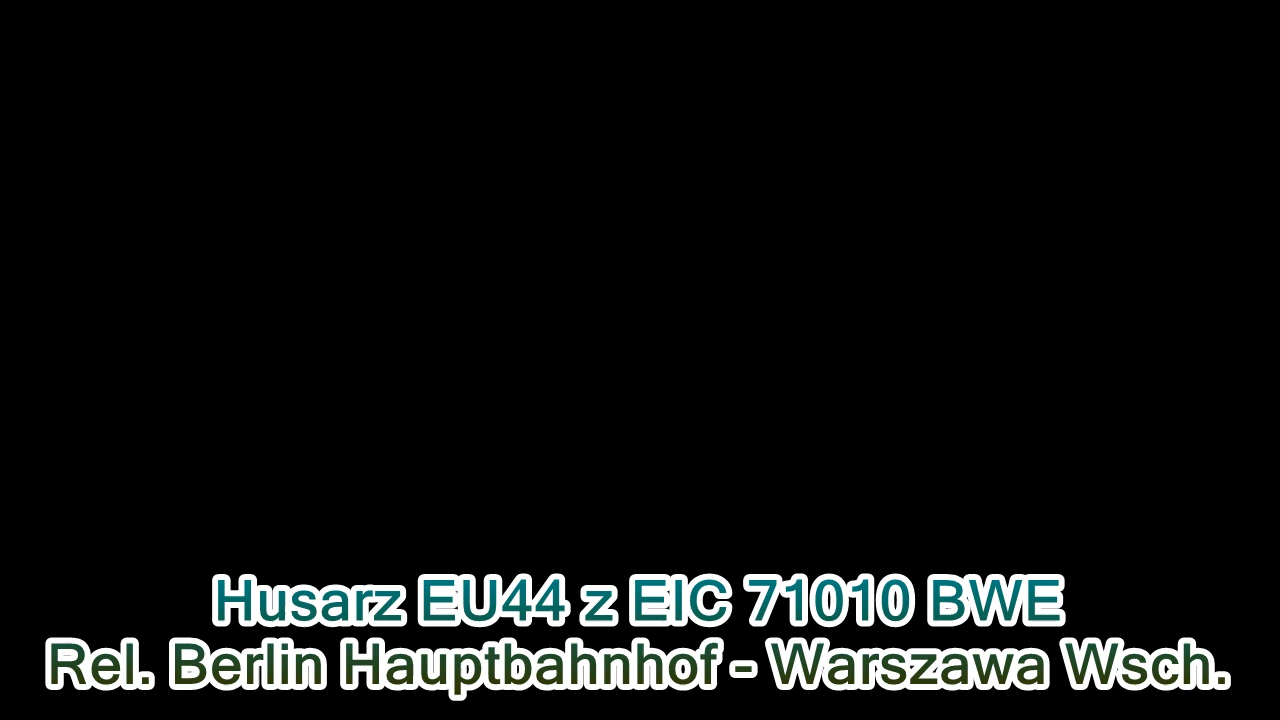 Husarz EU44 z EIC 71010 BWE
Rel. Berlin Hauptbahnhof - Warszawa Wsch.